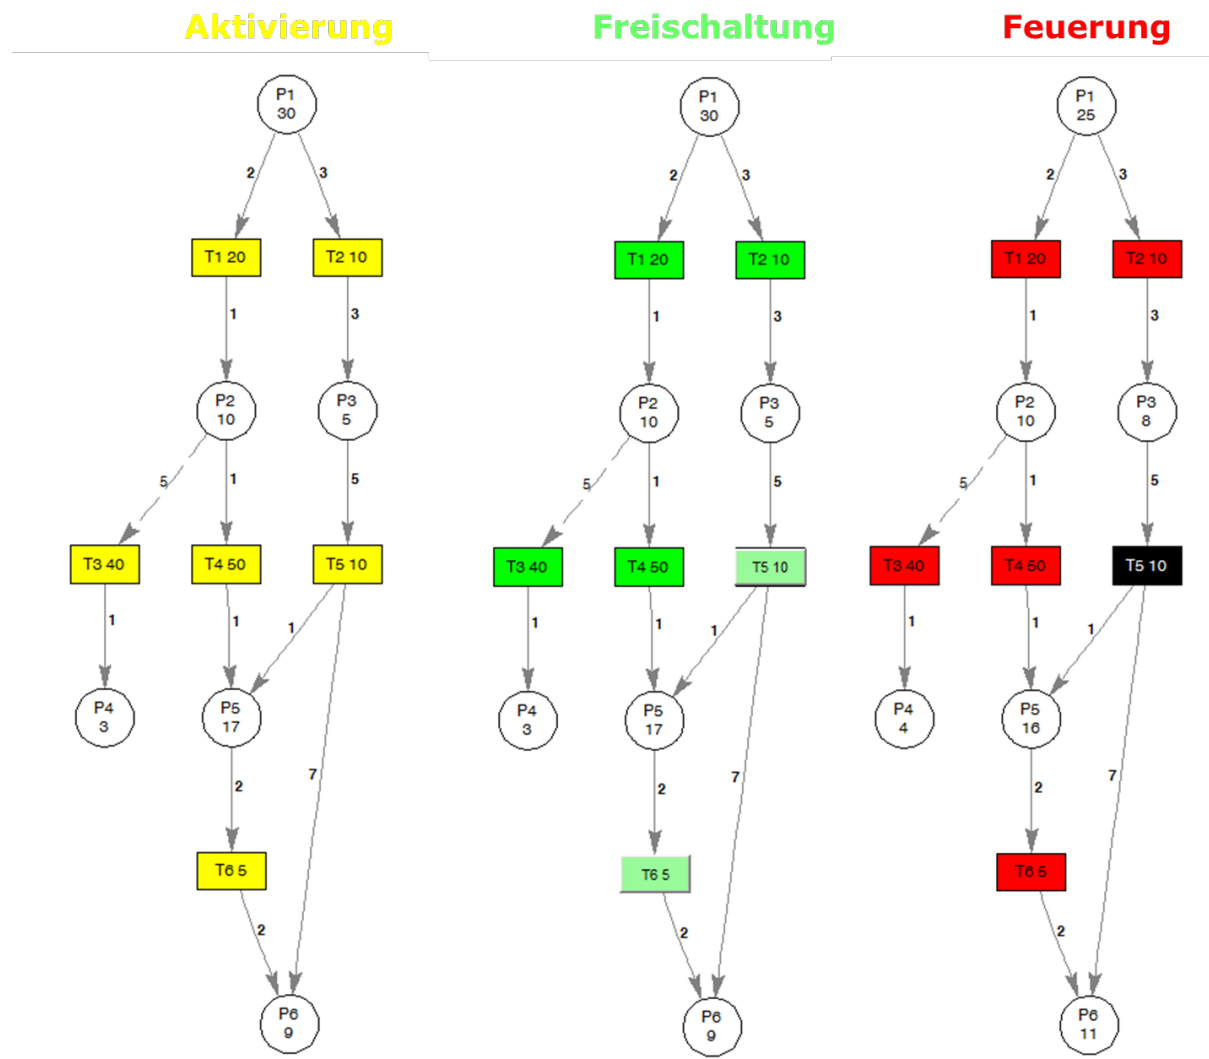 Aktivierung
Freischaltung
Feuerung
P1
30
2
3
T1 20
T2 10
1
3
P2
10
P3
5
5
1
5
T3 40
T4 50
T5 10
1
1
1
P4
3
P5
17
2
7
T6 5
2
P6
9
P1
30
2
3
T1 20
T2 10
1
3
P2
10
P3
5
5
1
5
T3 40
T4 50
T5 10
1
1
1
P4
3
P5
17
2
7
T6 5
2
P6
9
P1
25
2
3
T1 20
T2 10
1
3
P2
10
P3
8
5
1
5
T3 40
T4 50
T5 10
1
1
1
P4
4
P5
16
2
7
T6 5
2
P6
11